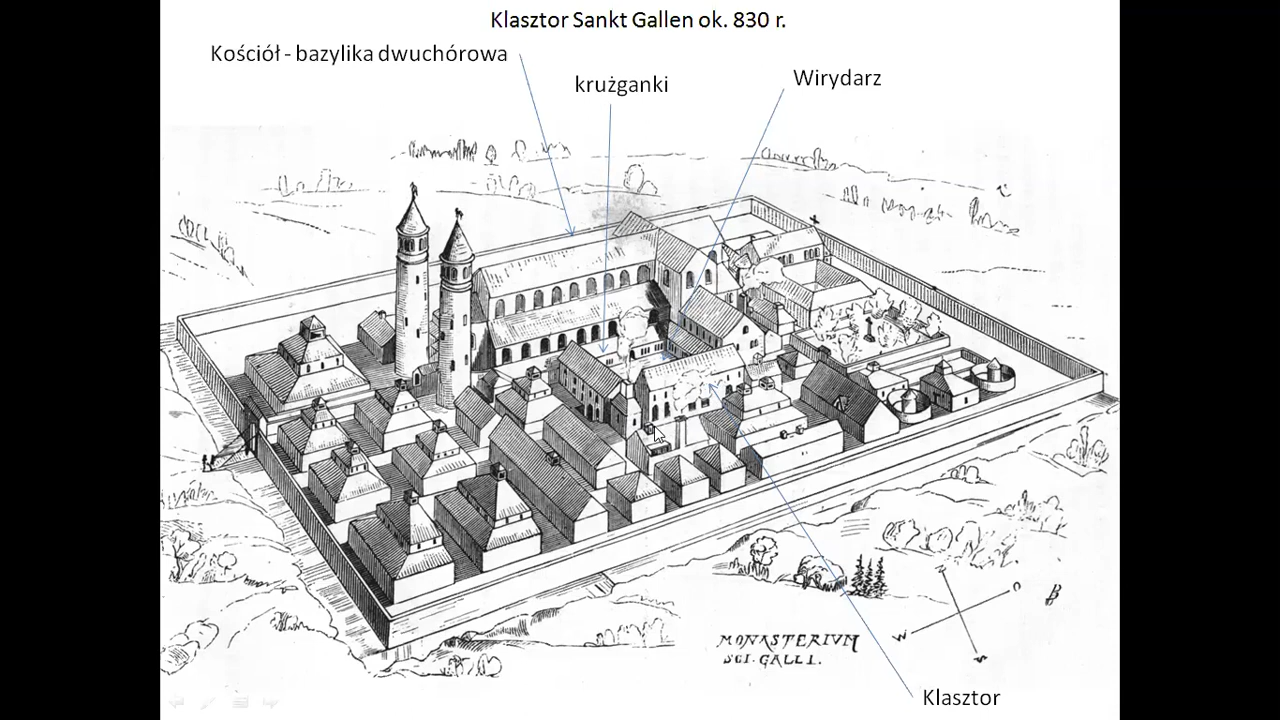 Klasztor Sankt Gallen ok. 830 r.
Kościół - bazylika dwuchórowa
krużganki
Wirydarz
W
O
B
MONASTERIVM
SCI. GALLI.
Klasztor